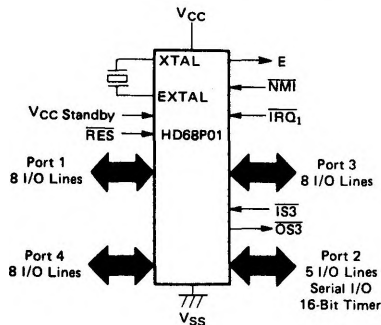 VCC
XTAL
E
EXTAL
NMI
VCC Standby
IRQ1
RES
HD68P01
Port 1
8 I/O Lines
Port 3
8 I/O Lines
IS3
OS3
Port 4
8 I/O Lines
Port 2
5 I/O Lines
Serial I/O
16-Bit Timer
VSS